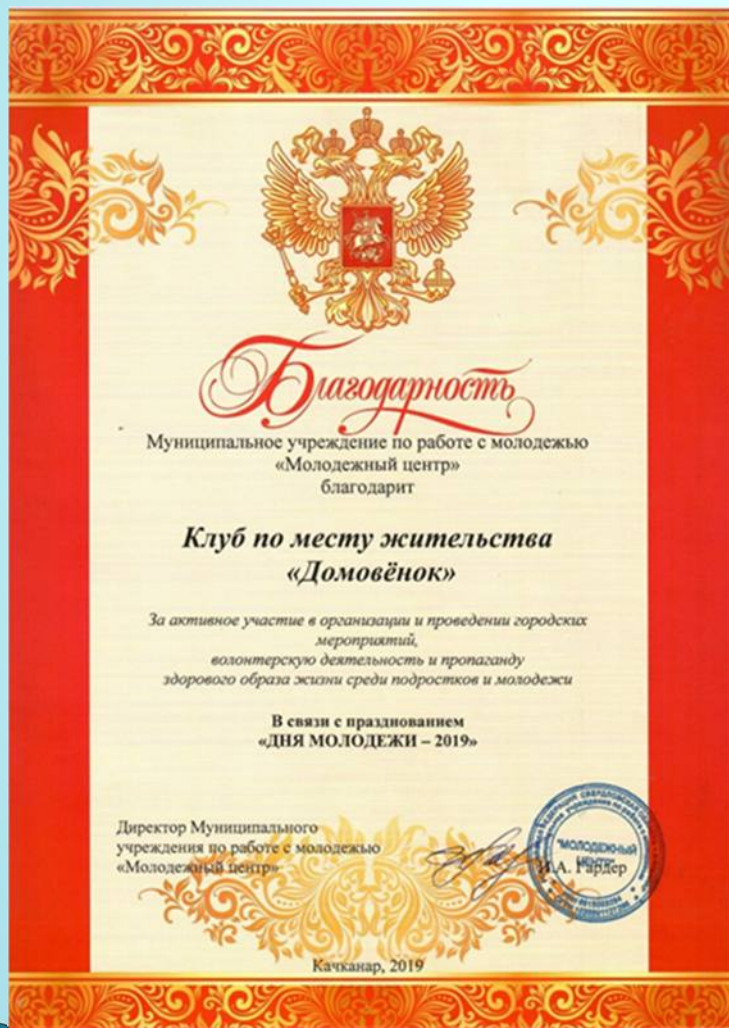 Благодарность
Муниципальное учреждение по работе с молодежью
«Молодежный центр»
благодарит
Клуб по месту жительства
«Домовёнок»
За активное участие в организации и проведении городских
мероприятий,
волонтерскую деятельность и пропаганду
здорового образа жизни среди подростков и молодежи
В связи с празднованием
«ДНЯ МОЛОДЕЖИ – 2019»
Директор Муниципального
учреждения по работе с молодежью
«Молодежный центр»
И.А. Гардер
"МОЛОДЕЖНЫЙ
ЦЕНТР"
Качканар, 2019